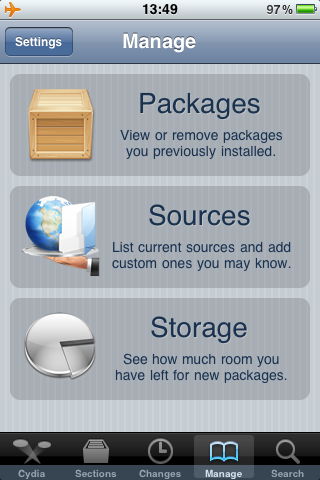 13:49
97%
Settings
Manage
Packages
View or remove packages
you previously installed.
Sources
List current sources and add
custom ones you may know.
Storage
See how much room you
have left for new packages.
Cydia
Sections
Changes
Manage
Search